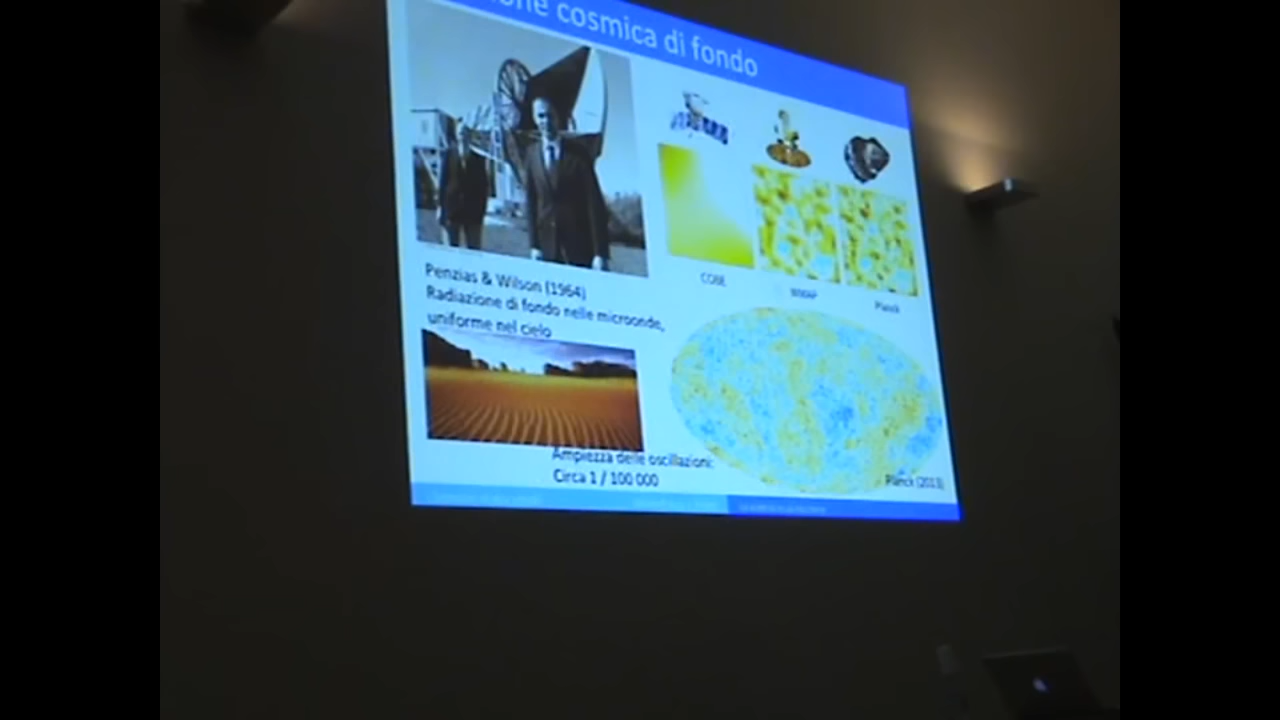 cosmica di fondo
Penzias & Wilson (1964)
Radiazione di fondo nelle microonde,
uniforme nel cielo
COBE
WMAP
Planck
Ampiezza delle oscillazioni:
Circa 1 / 100 000
Planck (2013)